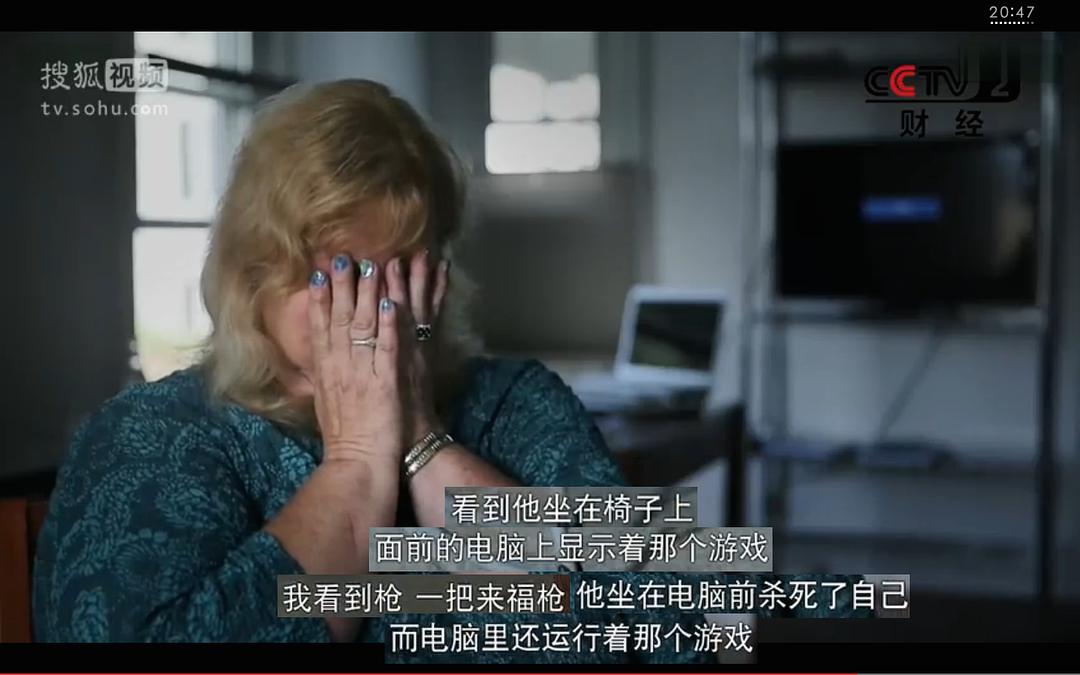 20:47
搜狐视频
tv.sohu.com
CCTV 2
财经
看到他坐在椅子上
面前的电脑上显示着那个游戏
我看到枪 一把来福枪 他坐在电脑前杀死了自己
而电脑里还运行着那个游戏